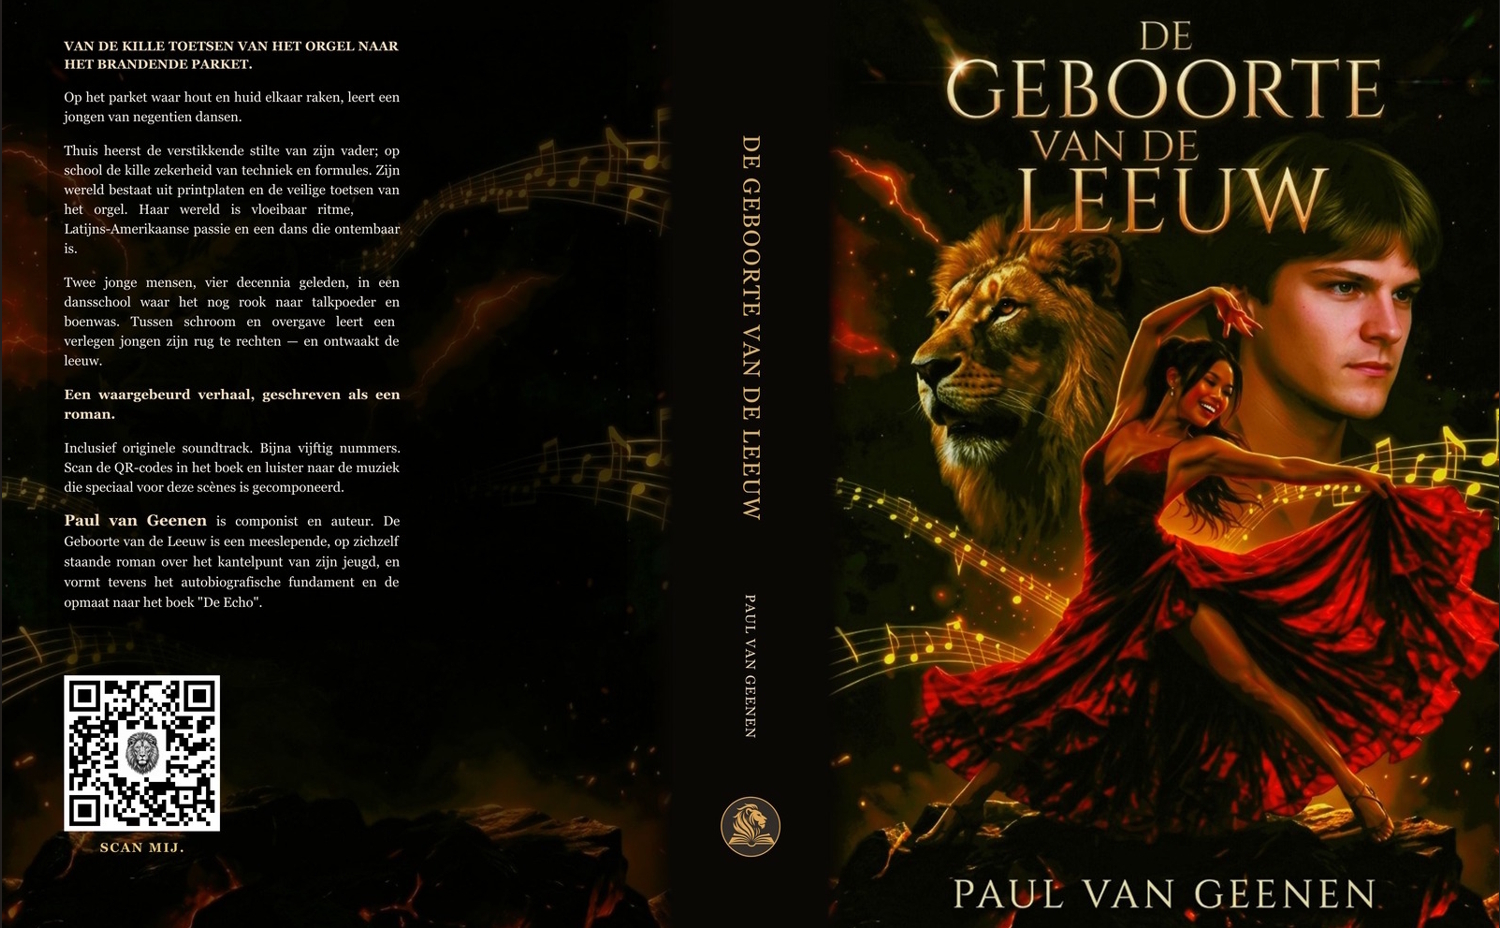 VAN DE KILLE TOETSEN VAN HET ORGEL NAAR
HET BRANDENDE PARKET.
Op het parket waar hout en huid elkaar raken, leert een
jongen van negentien dansen.
Thuis heerst de verstikkende stilte van zijn vader; op
school de kille zekerheid van techniek en formules. Zijn
wereld bestaat uit printplaten en de veilige toetsen van
het orgel. Haar wereld is vloeibaar ritme,
Latijns-Amerikaanse passie en een dans die ontembaar
is.
Twee jonge mensen, vier decennia geleden, in een
dansschool waar het nog rook naar talkpoeder en
boenwas. Tussen schroom en overgave leert een
verlegen jongen zijn rug te rechten — en ontwaakt de
leeuw.
Een waargebeurd verhaal, geschreven als een
roman.
Inclusief originele soundtrack. Bijna vijftig nummers.
Scan de QR-codes in het boek en luister naar de muziek
die speciaal voor deze scènes is gecomponeerd.
Paul van Geenen is componist en auteur. De
Geboorte van de Leeuw is een meeslepende, op zichzelf
staande roman over het kantelpunt van zijn jeugd, en
vormt tevens het autobiografische fundament en de
opmaat naar het boek "De Echo".
SCAN MIJ.
DE GEBOORTE VAN DE LEEUW
PAUL VAN GEENEN
DE
GEBOORTE
VAN DE
LEEUW
PAUL VAN GEENEN